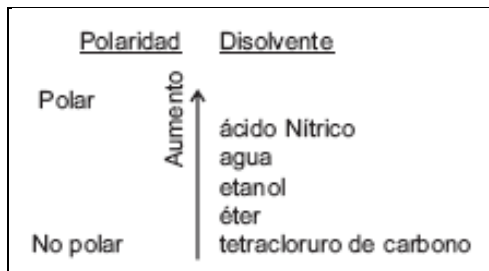 Polaridad Disolvente
Polar
Aumento
ácido Nítrico
agua
etanol
éter
No polar tetracloruro de carbono